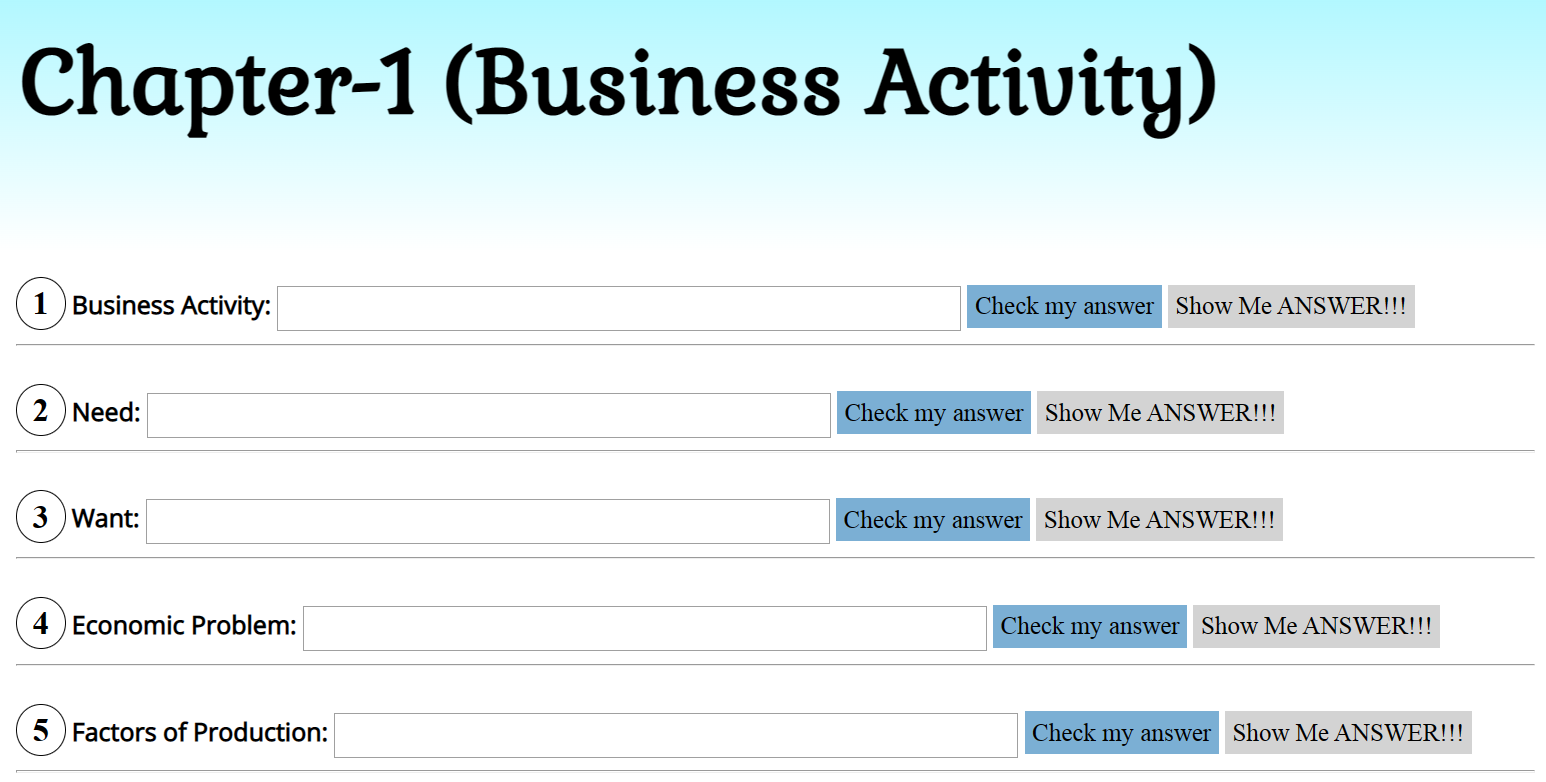 Chapter-1 (Business Activity)
1 Business Activity: Check my answer Show Me ANSWER!!!
2 Need: Check my answer Show Me ANSWER!!!
3 Want: Check my answer Show Me ANSWER!!!
4 Economic Problem: Check my answer Show Me ANSWER!!!
5 Factors of Production: Check my answer Show Me ANSWER!!!